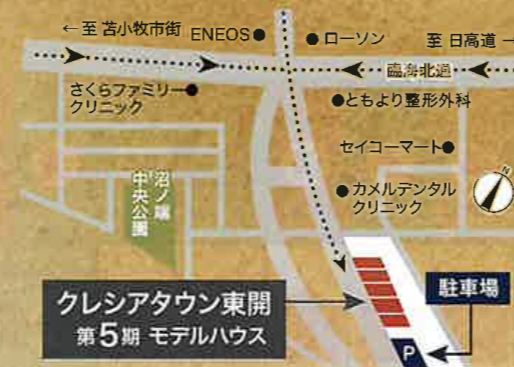 ←至 苫小牧市街
ENEOS
ローソン
至 日高道→
臨海北通
さくらファミリー
クリニック
ともより整形外科
セイコーマート
カメルデンタル
クリニック
沼ノ端
中央公園
N
クレシアタウン東開
第5期 モデルハウス
駐車場
P